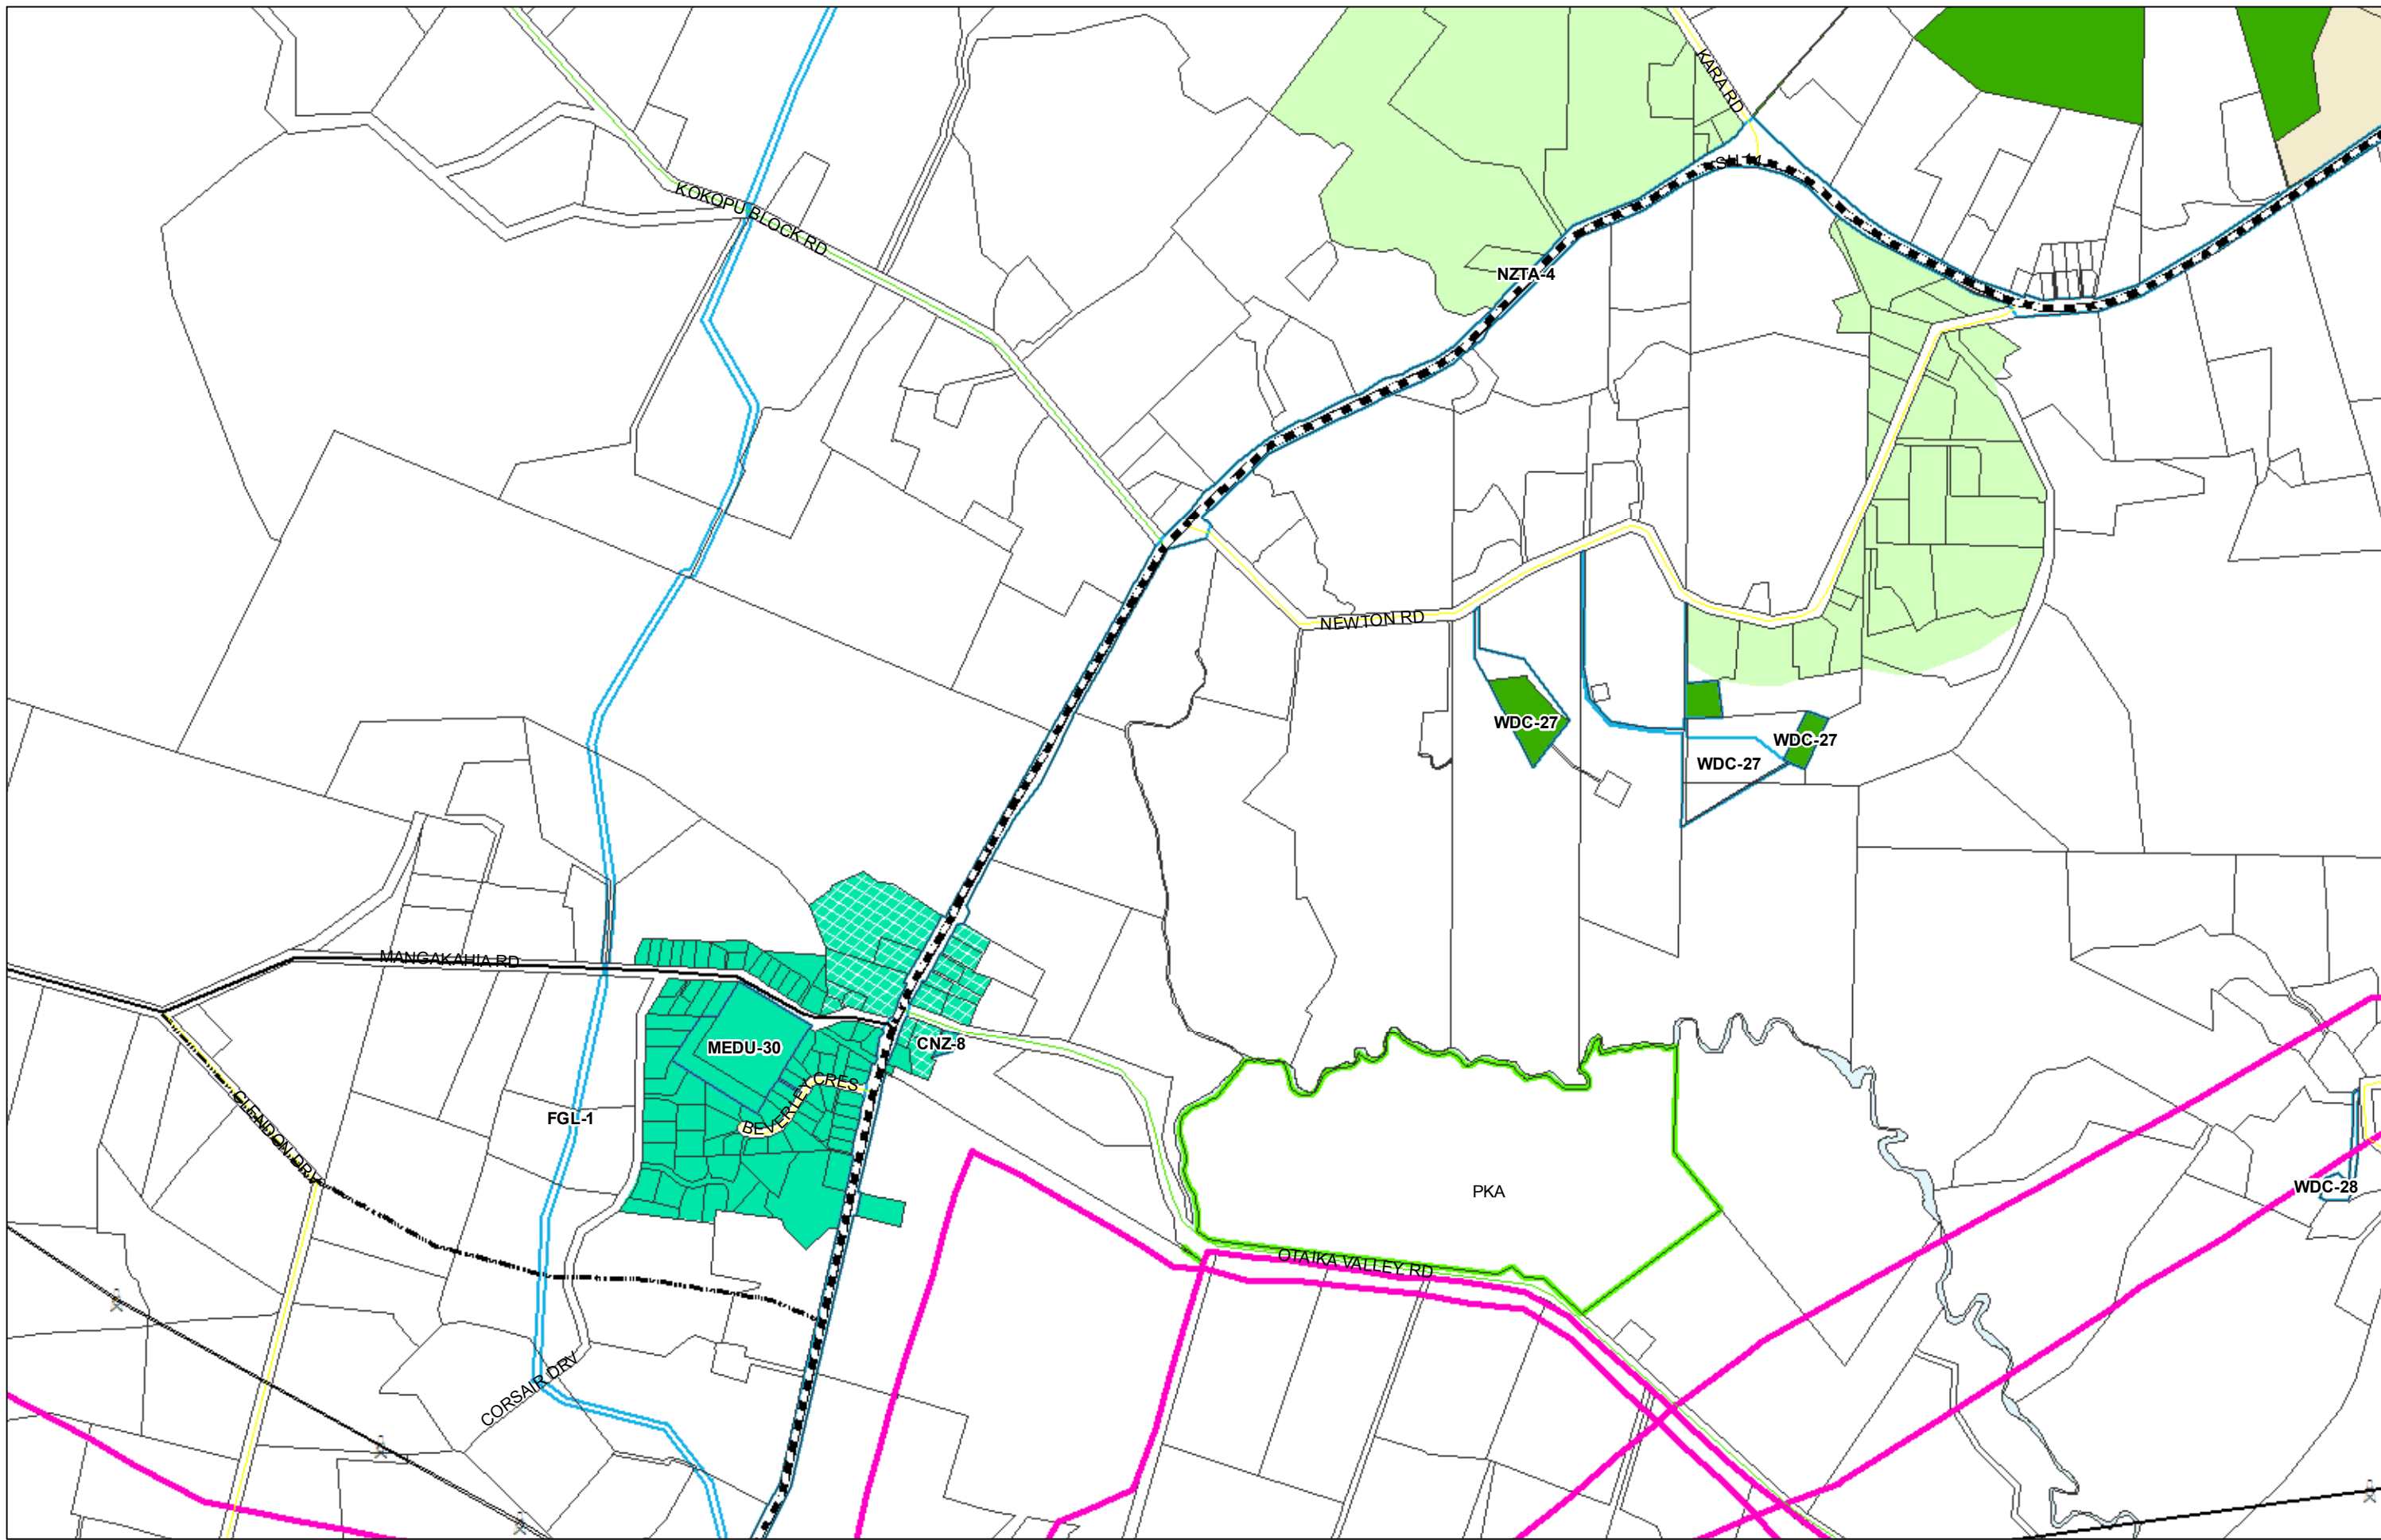 KARA RD
SH 14
KOKOPU BLOCK RD
NZTA-4
NEWTON RD
WDC-27
WDC-27
WDC-27
MANGAKAHIA RD
MEDU-30
CNZ-8
BEVERLEY CRES
FGL-1
CLENDON DRV
PKA
WDC-28
OTAIKA VALLEY RD
CORSAIR DRV